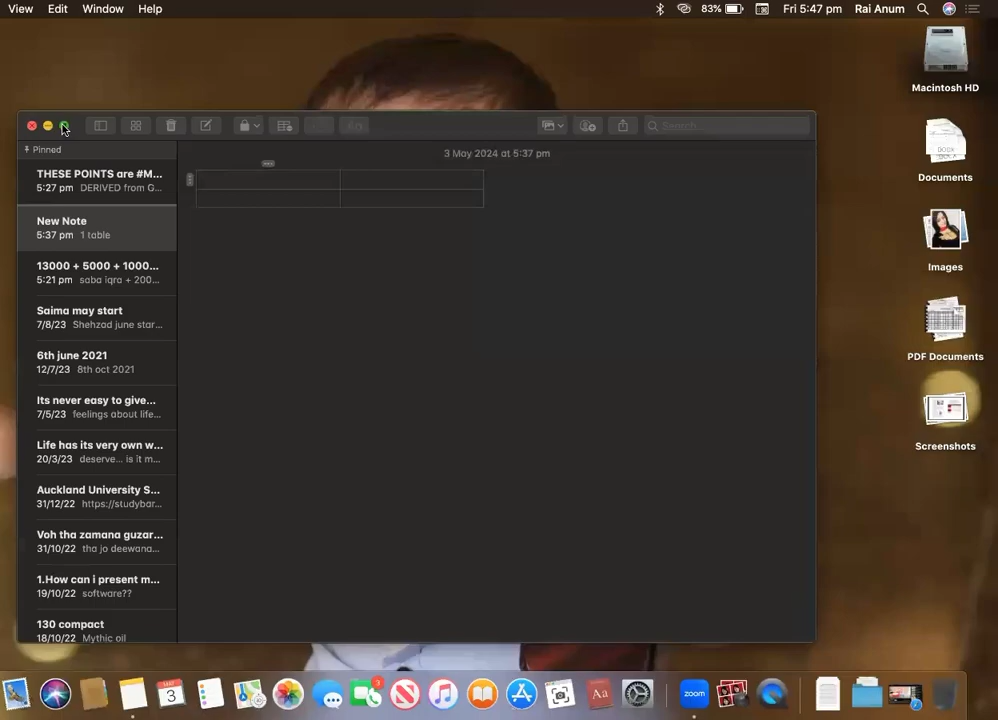 View Edit Window Help 83% Fri 5:47 pm Rai Anum
Macintosh HD
Documents
Images
PDF Documents
Screenshots
Search
Pinned
3 May 2024 at 5:37 pm
THESE POINTS are #M...
5:27 pm DERIVED from G...
New Note
5:37 pm 1 table
13000 + 5000 + 1000...
5:21 pm saba iqra + 200...
Saima may start
7/8/23 Shehzad june star...
6th june 2021
12/7/23 8th oct 2021
Its never easy to give...
7/5/23 feelings about life...
Life has its very own w...
20/3/23 deserve... is it m...
Auckland University S...
31/12/22 https://studybar...
Voh tha zamana guzar...
31/10/22 tha jo deewana...
1.How can i present m...
19/10/22 software??
130 compact
18/10/22 Mythic oil
MAY
3
3
Aa
zoom
DOCX